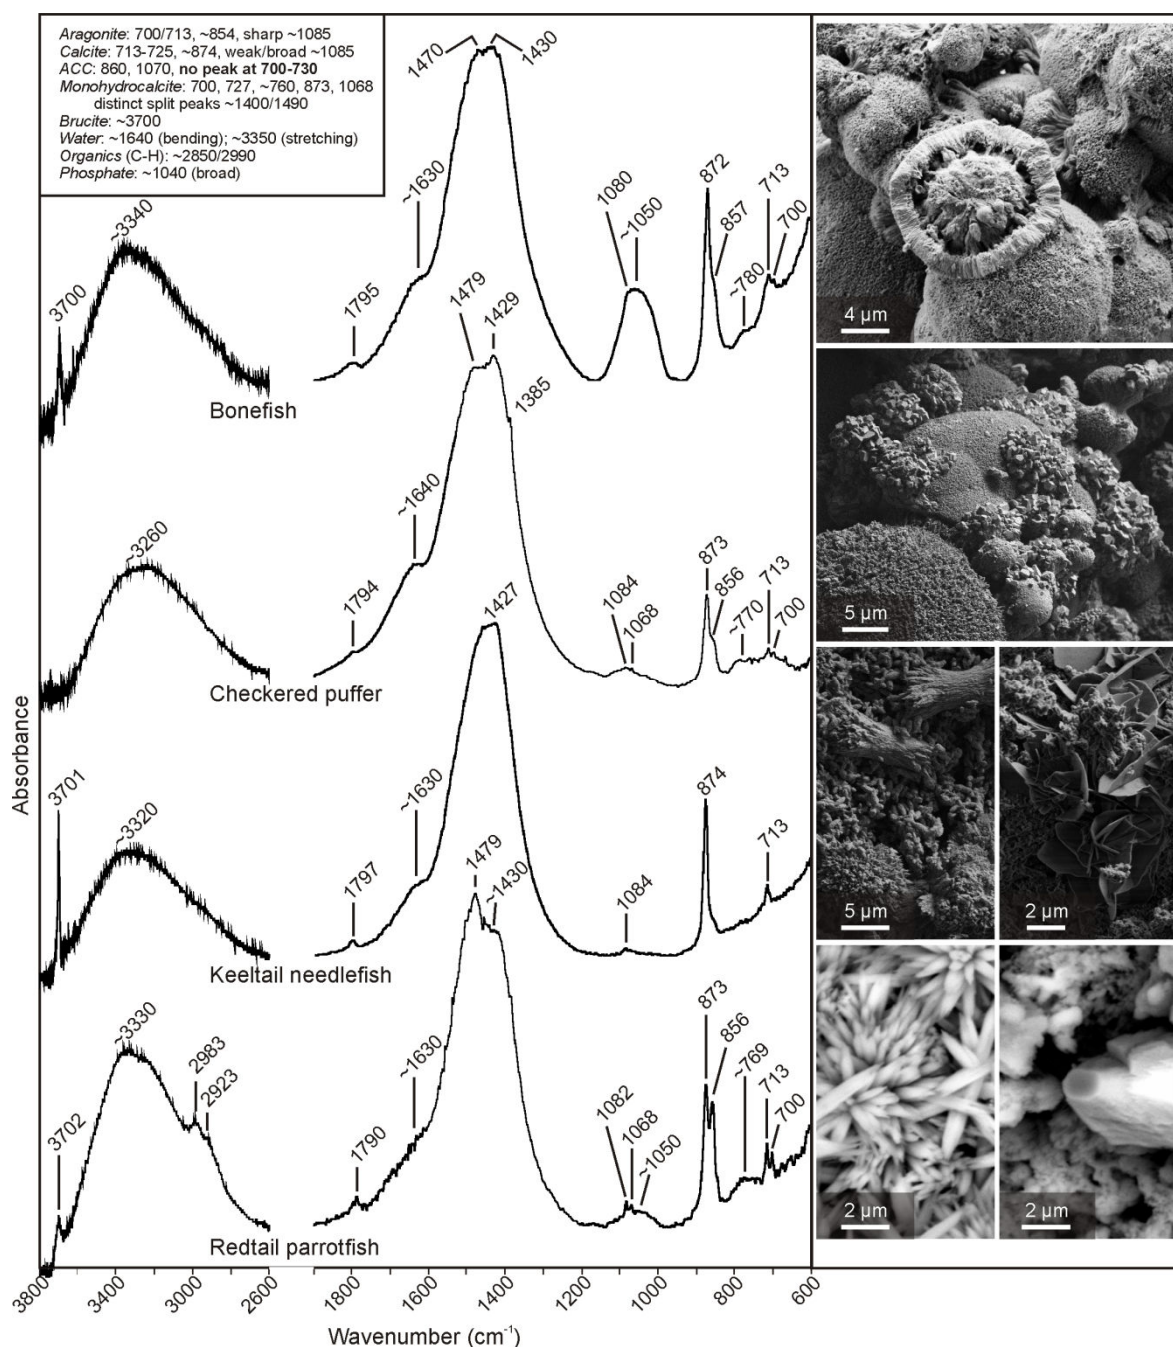 Aragonite: 700/713, ~854, sharp ~1085
Calcite: 713-725, ~874, weak/broad ~1085
ACC: 860, 1070, no peak at 700-730
Monohydrocalcite: 700, 727, ~760, 873, 1068
distinct split peaks ~1400/1490
Brucite: ~3700
Water: ~1640 (bending); ~3350 (stretching)
Organics (C-H): ~2850/2990
Phosphate: ~1040 (broad)
3700
~3340
1795
~1630
1470
1430
1080
~1050
872
857
~780
713
700
Bonefish
~3260
1794
~1640
1479
1429
1385
1084
1068
873
856
~770
713
700
Checkered puffer
3701
~3320
1797
~1630
1427
1084
874
713
Keeltail needlefish
3702
~3330
2983
2923
1790
~1630
1479
~1430
1082
1068
~1050
873
856
~769
713
700
Redtail parrotfish
Absorbance
3800
3400
3000
2600
1800
1600
1400
1200
1000
800
600
Wavenumber (cm⁻¹)
4 µm
5 µm
5 µm
2 µm
2 µm
2 µm